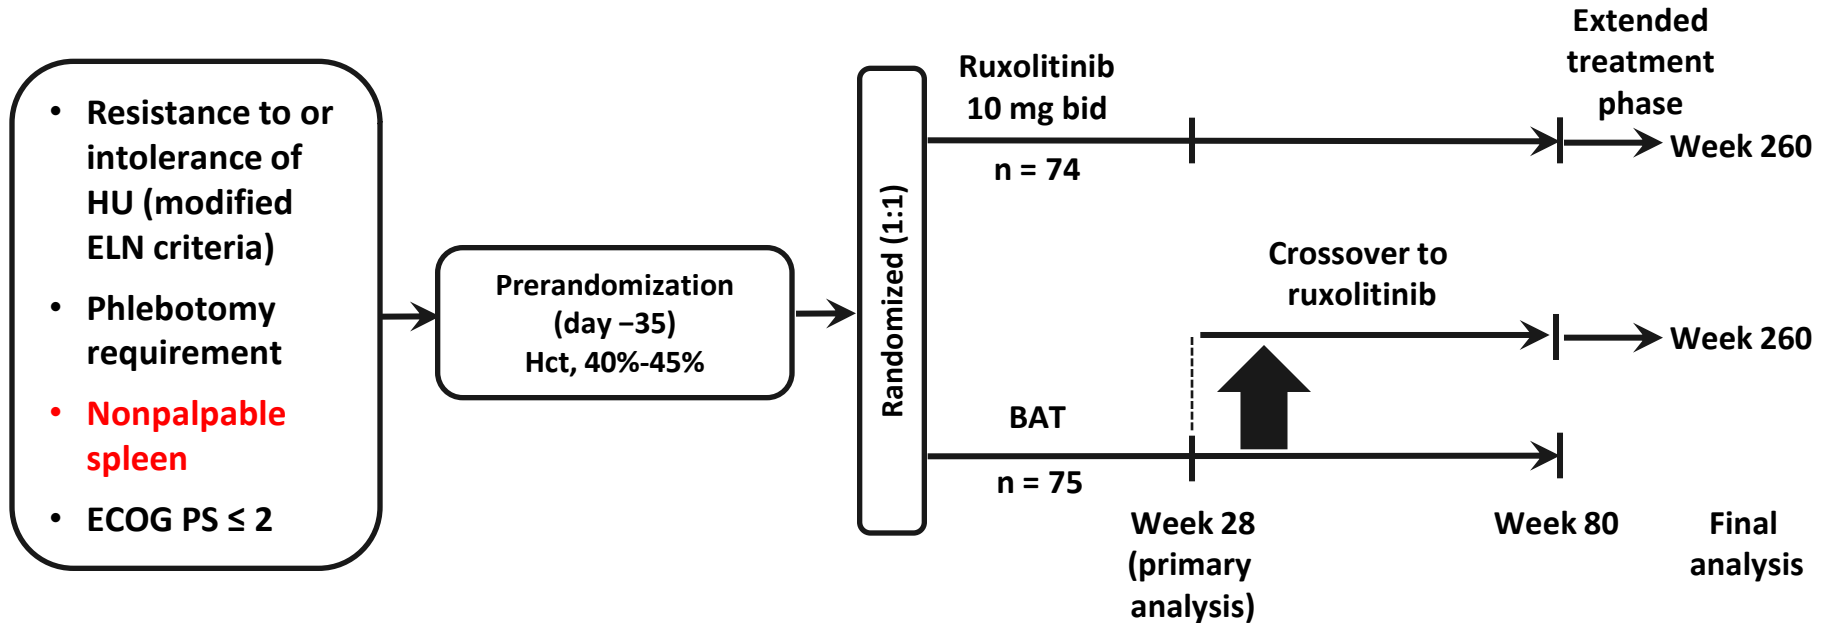 • Resistance to or
intolerance of
HU (modified
ELN criteria)
• Phlebotomy
requirement
• Nonpalpable
spleen
• ECOG PS ≤ 2
Prerandomization
(day −35)
Hct, 40%-45%
Randomized (1:1)
Ruxolitinib
10 mg bid
n = 74
Extended
treatment
phase
Week 260
Crossover to
ruxolitinib
Week 260
BAT
n = 75
Week 28
(primary
analysis)
Week 80
Final
analysis